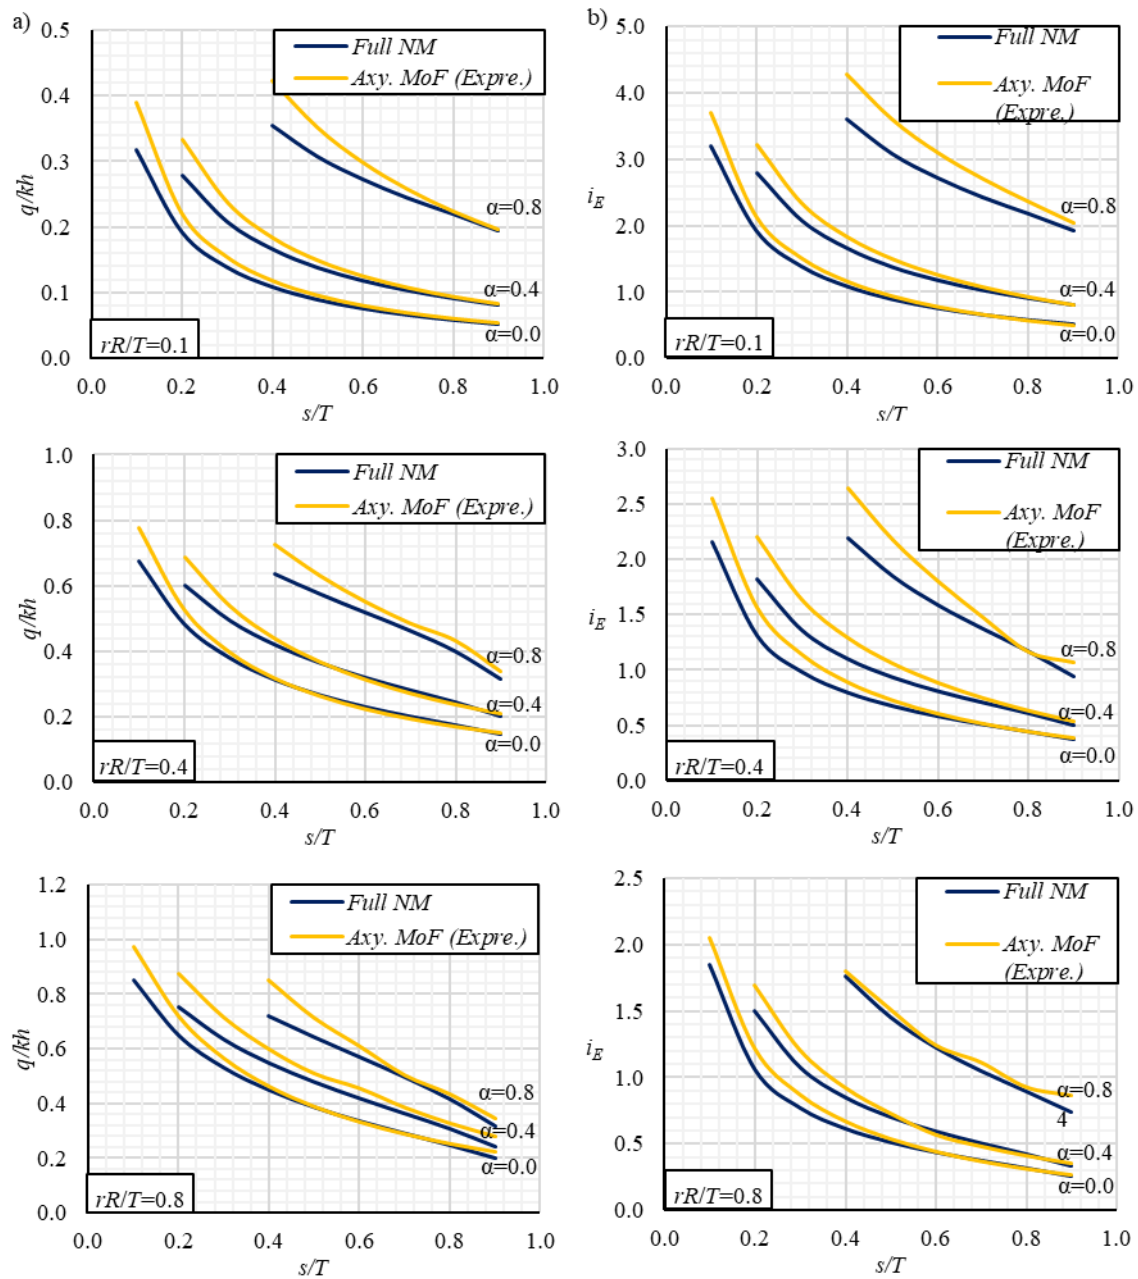 a)
0.5
0.4
0.3
0.2
0.1
0.0
q/kh
Full NM
Axy. MoF (Expre.)
α=0.8
α=0.4
α=0.0
rR/T=0.1
0.0 0.2 0.4 0.6 0.8 1.0
s/T
b)
5.0
4.0
3.0
2.0
1.0
0.0
iE
Full NM
Axy. MoF
(Expre.)
α=0.8
α=0.4
α=0.0
rR/T=0.1
0.0 0.2 0.4 0.6 0.8 1.0
s/T
1.0
0.8
0.6
0.4
0.2
0.0
q/kh
Full NM
Axy. MoF (Expre.)
α=0.8
α=0.4
α=0.0
rR/T=0.4
0.0 0.2 0.4 0.6 0.8 1.0
s/T
3.0
2.5
2.0
1.5
1.0
0.5
0.0
iE
Full NM
Axy. MoF
(Expre.)
α=0.8
α=0.4
α=0.0
rR/T=0.4
0.0 0.2 0.4 0.6 0.8 1.0
s/T
1.2
1.0
0.8
0.6
0.4
0.2
0.0
q/kh
Full NM
Axy. MoF (Expre.)
α=0.8
α=0.4
α=0.0
rR/T=0.8
0.0 0.2 0.4 0.6 0.8 1.0
s/T
2.5
2.0
1.5
1.0
0.5
0.0
iE
Full NM
Axy. MoF
(Expre.)
α=0.8
4
α=0.4
α=0.0
rR/T=0.8
0.0 0.2 0.4 0.6 0.8 1.0
s/T